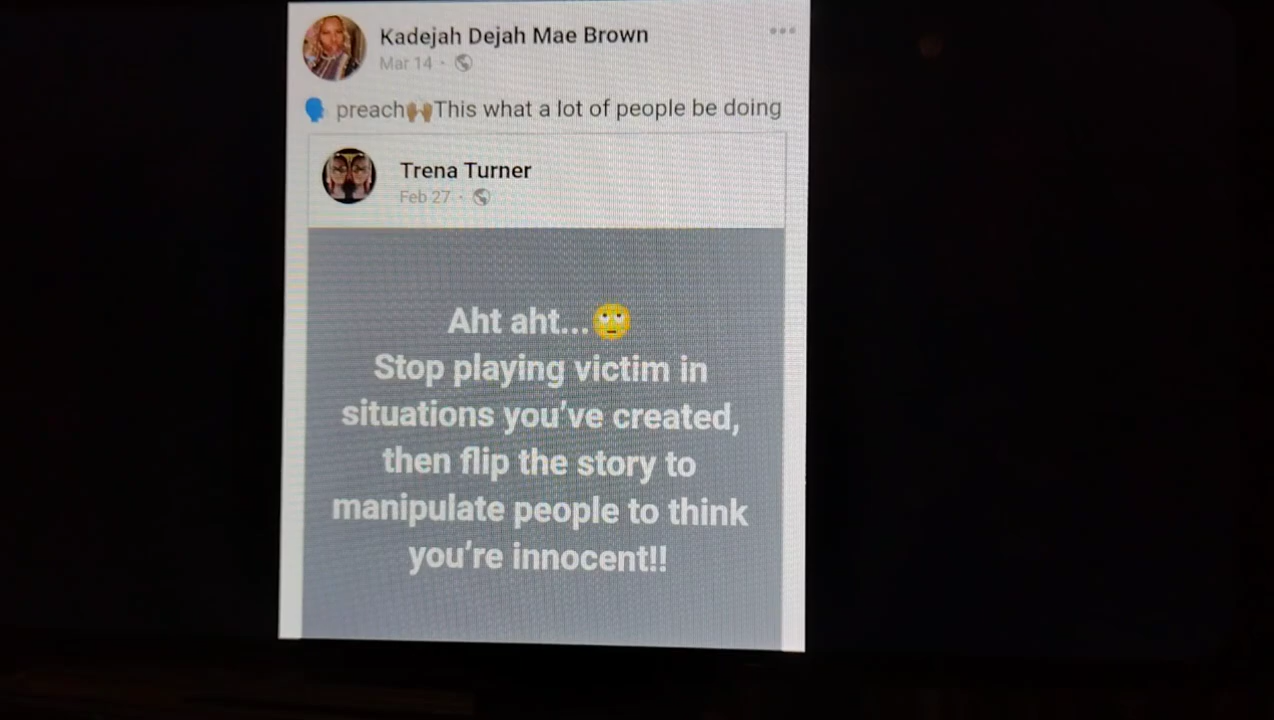 Kadejah Dejah Mae Brown
Mar 14 ·
🗣 preach🙌🏽This what a lot of people be doing
Trena Turner
Feb 27 ·
Aht aht...🙄
Stop playing victim in
situations you've created,
then flip the story to
manipulate people to think
you're innocent!!